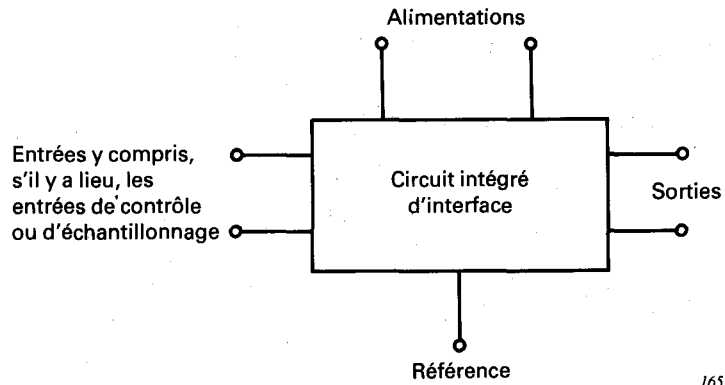 Alimentations
Entrées y compris,
s'il y a lieu, les
entrées de contrôle
ou d'échantillonnage
Circuit intégré
d'interface
Sorties
Référence
165